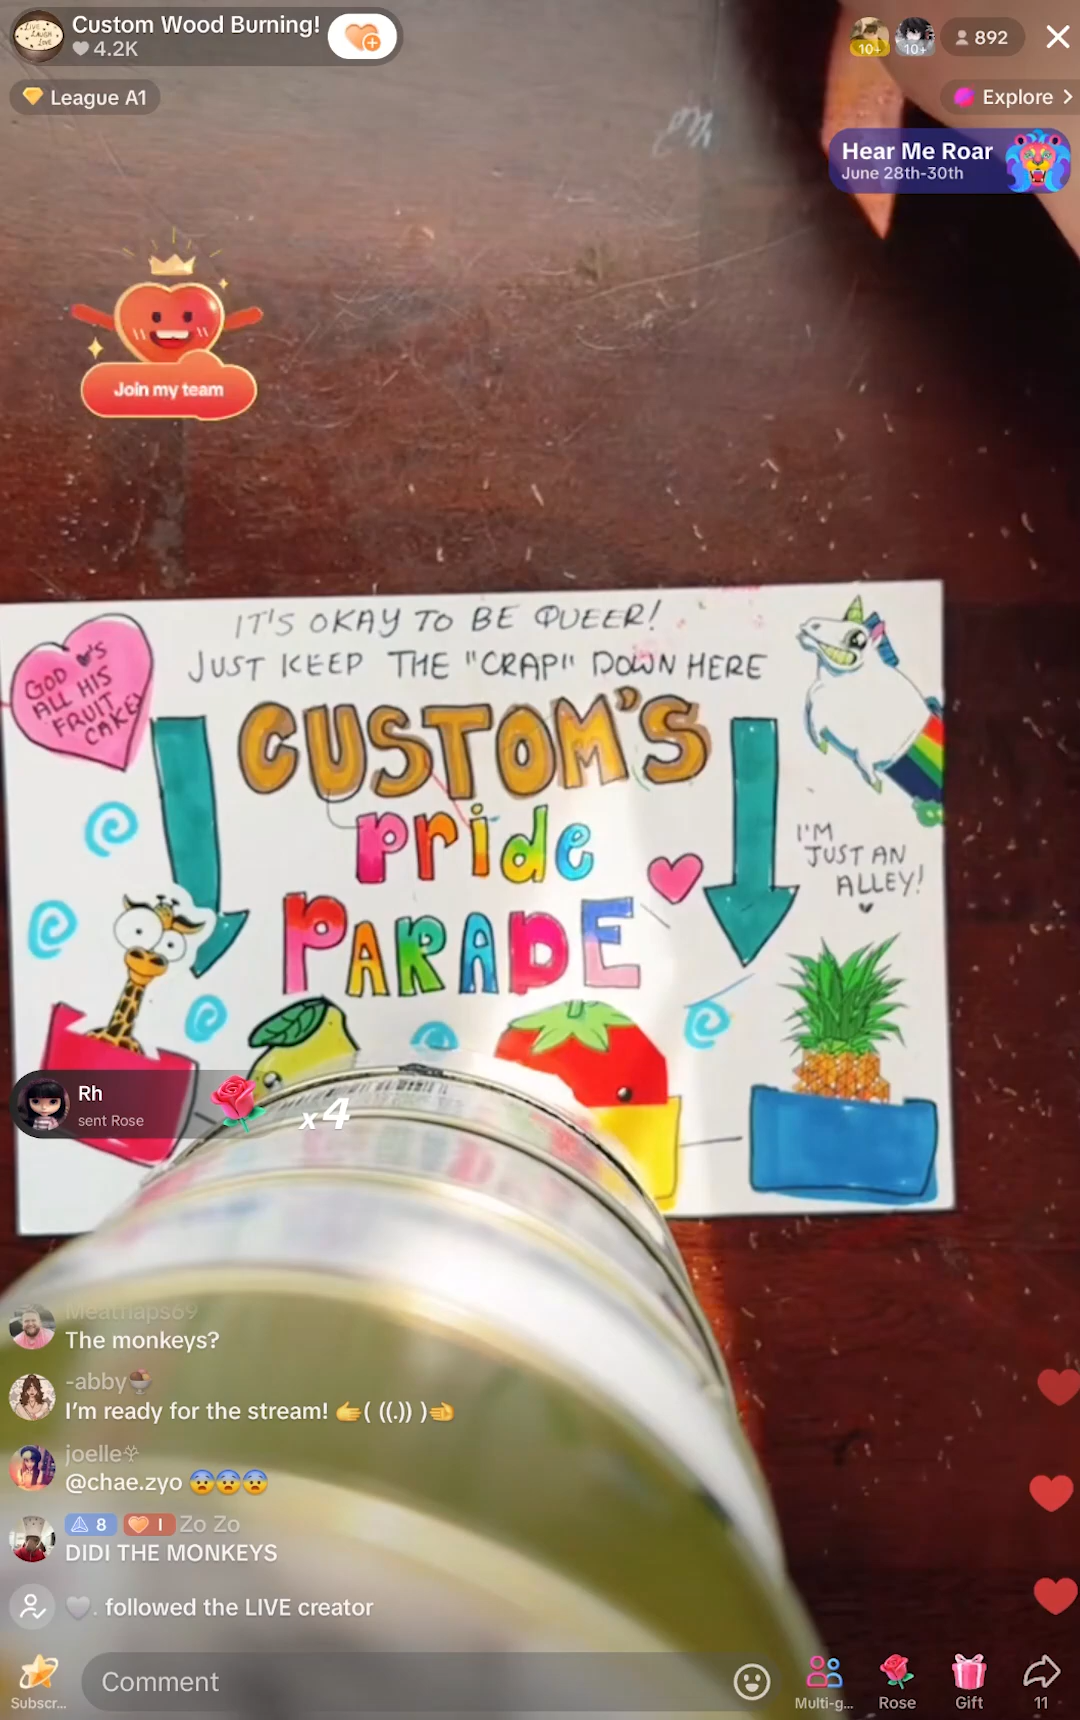 Custom Wood Burning!
4.2K
10+
10+
892
League A1
Explore
Hear Me Roar
June 28th-30th
Join my team
IT'S OKAY TO BE QUEER!
JUST KEEP THE "CRAP" DOWN HERE
GOD ♥'S
ALL HIS
FRUIT
CAKES
CUSTOM'S
PRIDE
PARADE
I'M
JUST AN
ALLEY!
Rh
sent Rose
x4
Meatflaps69
The monkeys?
-abby🍨
I'm ready for the stream! 🫱( ((.)) )🫲
joelle
@chae.zyo 😨😨😨
8 I Zo Zo
DIDI THE MONKEYS
🤍. followed the LIVE creator
Subscr...
Comment
Multi-g...
Rose
Gift
11